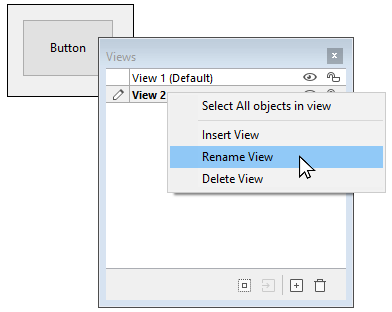 Button
Views
View 1 (Default)
View 2
Select All objects in view
Insert View
Rename View
Delete View